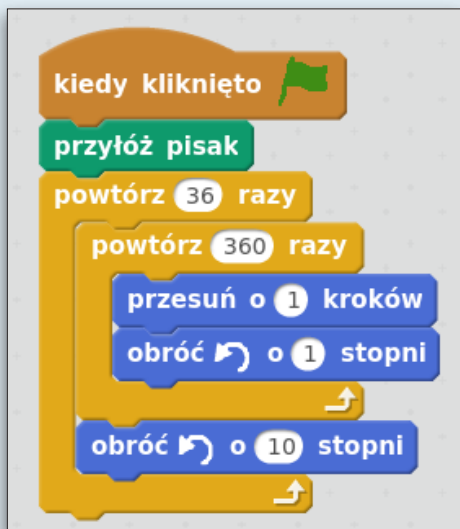 kiedy kliknięto
przyłóż pisak
powtórz 36 razy
powtórz 360 razy
przesuń o 1 kroków
obróć o 1 stopni
obróć o 10 stopni